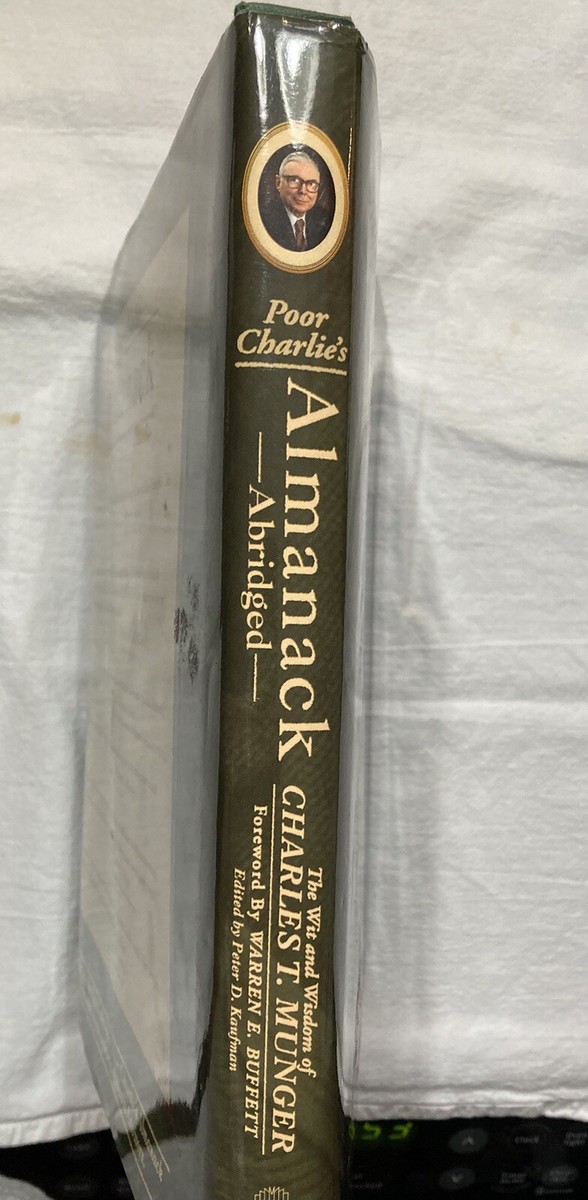 Poor
Charlie's
Almanack
—Abridged—
The Wit and Wisdom of
CHARLES T. MUNGER
Foreword By WARREN E. BUFFETT
Edited by Peter D. Kaufman
53